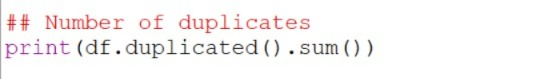 ## Number of duplicates
print(df.duplicated().sum())